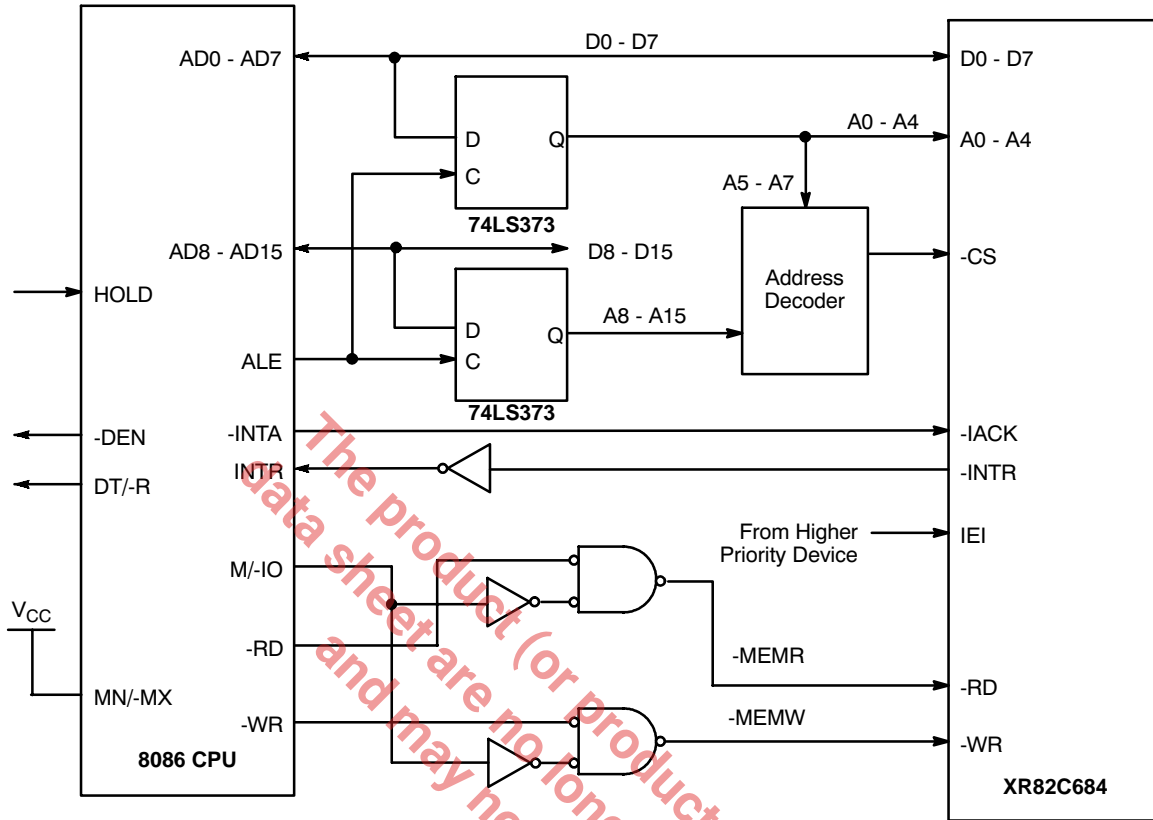 AD0 - AD7
D0 - D7
D0 - D7
D
Q
A0 - A4
A0 - A4
C
A5 - A7
74LS373
AD8 - AD15
D8 - D15
-CS
Address
Decoder
HOLD
D
Q
A8 - A15
ALE
C
74LS373
-DEN
-INTA
-IACK
INTR
-INTR
DT/-R
From Higher
Priority Device
IEI
M/-IO
VCC
-RD
-MEMR
-RD
MN/-MX
-WR
-MEMW
-WR
8086 CPU
XR82C684
The product (or product
data sheet are no lon
and may no